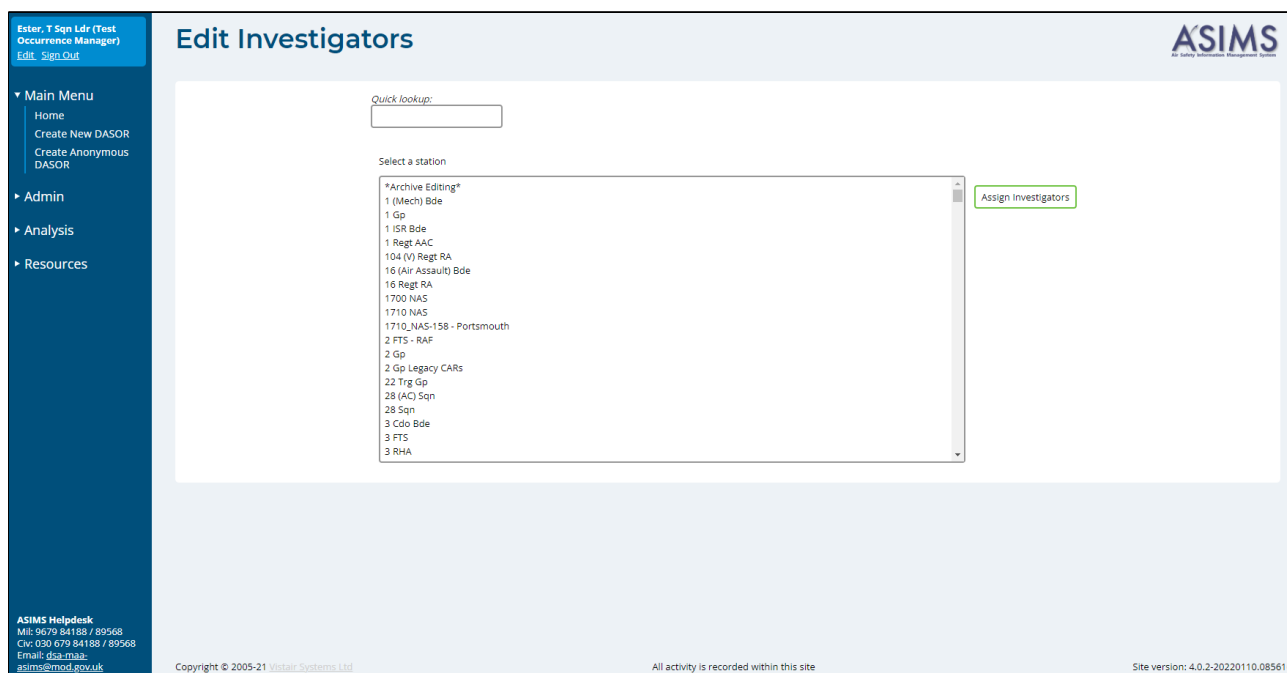 Ester, T Sqn Ldr (Test
Occurrence Manager)
Edit Sign Out
Main Menu
Home
Create New DASOR
Create Anonymous
DASOR
Admin
Analysis
Resources
ASIMS Helpdesk
Mil: 9679 84188 / 89568
Civ: 030 679 84188 / 89568
Email: dsa-maa-
asims@mod.gov.uk
Edit Investigators
ASIMS
Air Safety Information Management System
Quick lookup:
Select a station
*Archive Editing*
1 (Mech) Bde
1 Gp
1 ISR Bde
1 Regt AAC
104 (V) Regt RA
16 (Air Assault) Bde
16 Regt RA
1700 NAS
1710 NAS
1710_NAS-158 - Portsmouth
2 FTS - RAF
2 Gp
2 Gp Legacy CARs
22 Trg Gp
28 (AC) Sqn
28 Sqn
3 Cdo Bde
3 FTS
3 RHA
Assign Investigators
Copyright © 2005-21 Vistair Systems Ltd
All activity is recorded within this site
Site version: 4.0.2-20220110.08561